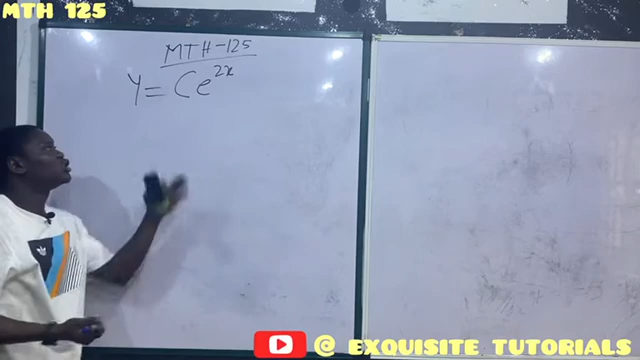 MTH 125
MTH-125
Y = Ce^{2x}
@ EXQUISITE TUTORIALS